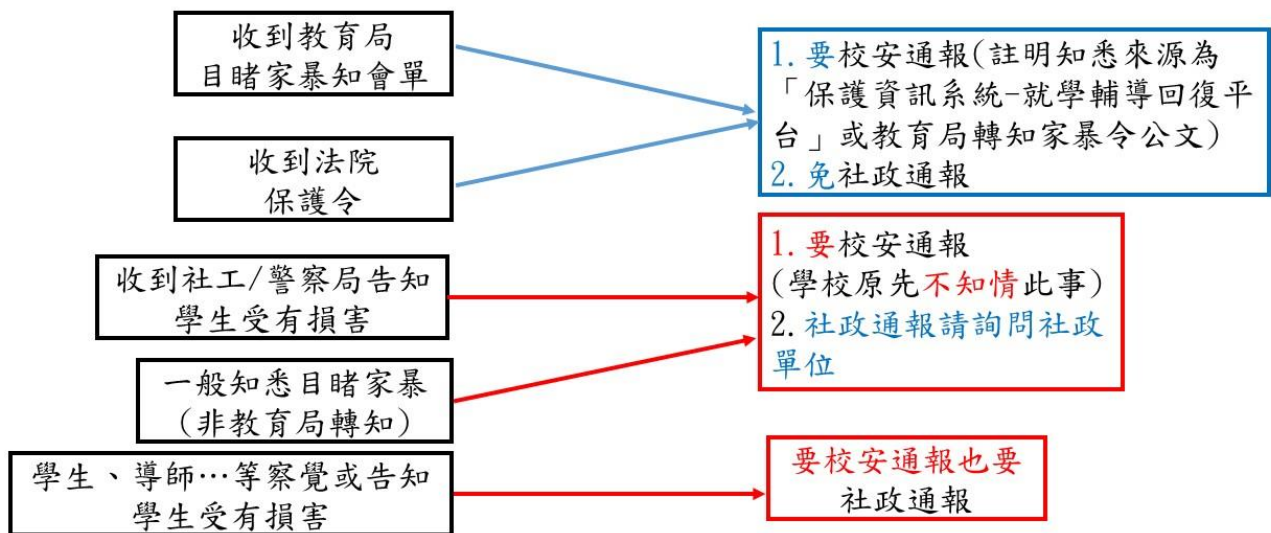 收到教育局
目睹家暴知會單
收到法院
保護令
收到社工/警察局告知
學生受有損害
一般知悉目睹家暴
(非教育局轉知)
學生、導師…等察覺或告知
學生受有損害
1.要校安通報(註明知悉來源為
「保護資訊系統-就學輔導回復平
台」或教育局轉知家暴令公文)
2.免社政通報
1.要校安通報
(學校原先不知情此事)
2.社政通報請詢問社政
單位
要校安通報也要
社政通報